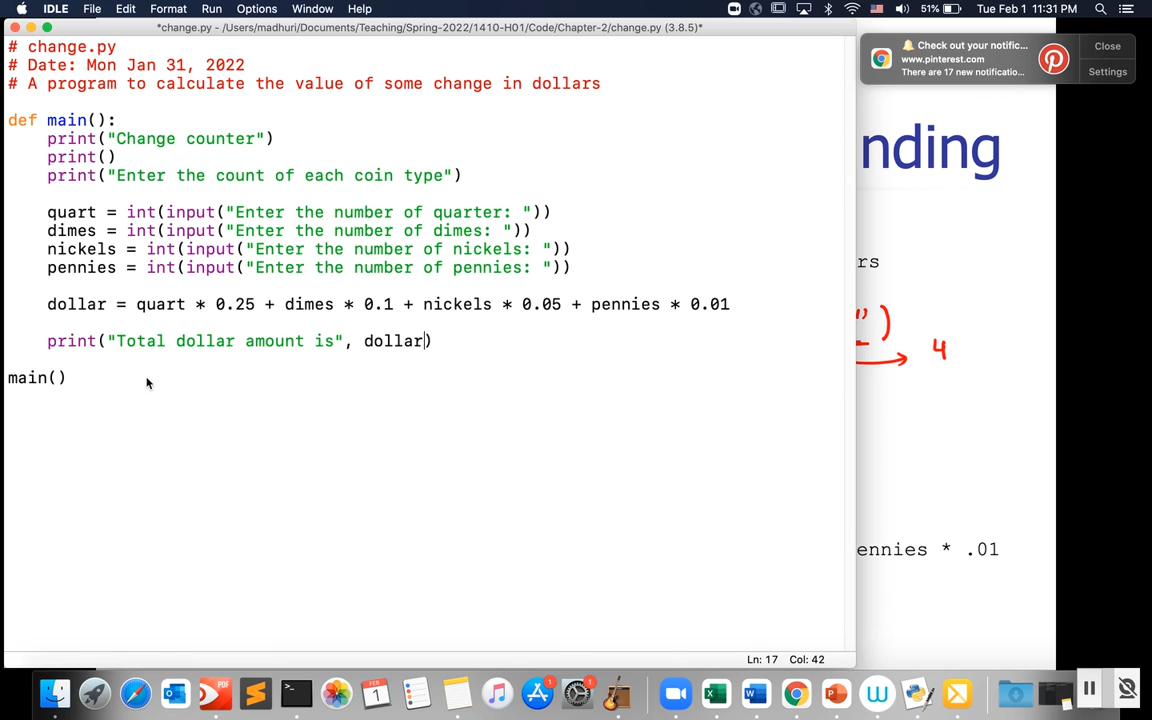 IDLE File Edit Format Run Options Window Help 51% Tue Feb 1 11:31 PM
*change.py - /Users/madhuri/Documents/Teaching/Spring-2022/1410-H01/Code/Chapter-2/change.py (3.8.5)*
# change.py
# Date: Mon Jan 31, 2022
# A program to calculate the value of some change in dollars
def main():
print("Change counter")
print()
print("Enter the count of each coin type")
quart = int(input("Enter the number of quarter: "))
dimes = int(input("Enter the number of dimes: "))
nickels = int(input("Enter the number of nickels: "))
pennies = int(input("Enter the number of pennies: "))
dollar = quart * 0.25 + dimes * 0.1 + nickels * 0.05 + pennies * 0.01
print("Total dollar amount is", dollar)
main()
Ln: 17 Col: 42
Check out your notific...
www.pinterest.com
There are 17 new notificatio...
Close
Settings
nding
rs
") 4
ennies * .01
PDF
FEB
1
1
1